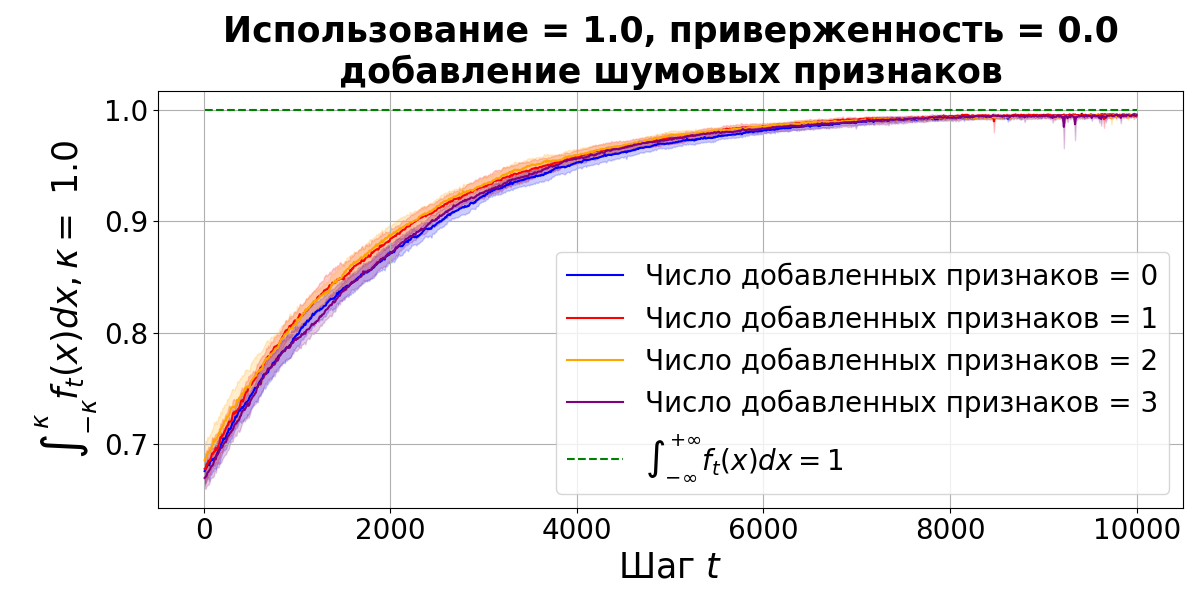 Использование = 1.0, приверженность = 0.0
добавление шумовых признаков
∫_{-κ}^{κ} f_t(x)dx, κ = 1.0
1.0
0.9
0.8
0.7
Число добавленных признаков = 0
Число добавленных признаков = 1
Число добавленных признаков = 2
Число добавленных признаков = 3
∫_{-∞}^{+∞} f_t(x)dx = 1
0 2000 4000 6000 8000 10000
Шаг t